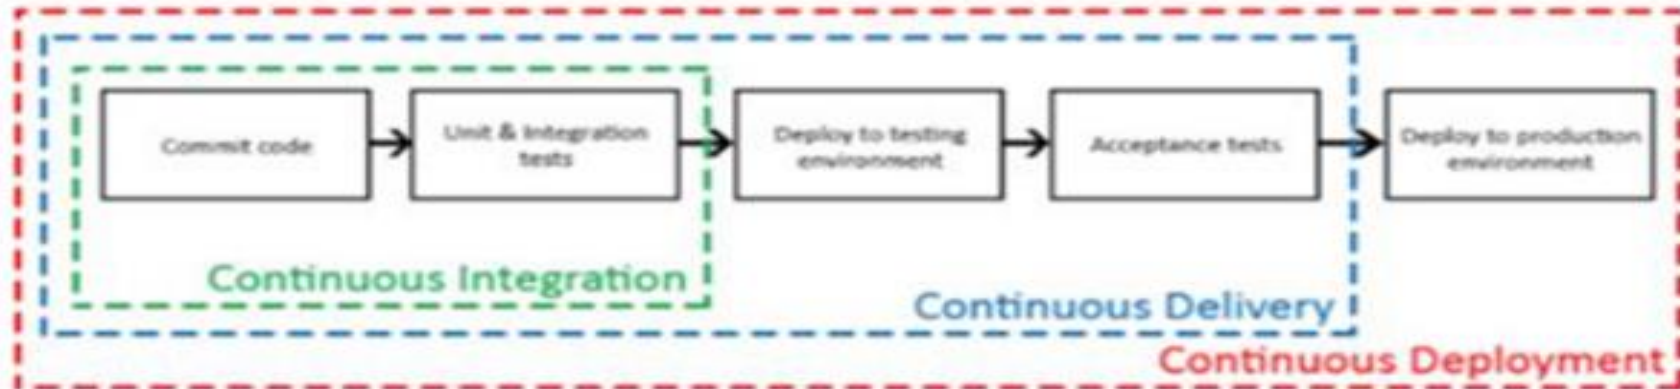 Commit code
Unit & Integration
tests
Deploy to testing
environment
Acceptance tests
Deploy to production
environment
Continuous Integration
Continuous Delivery
Continuous Deployment